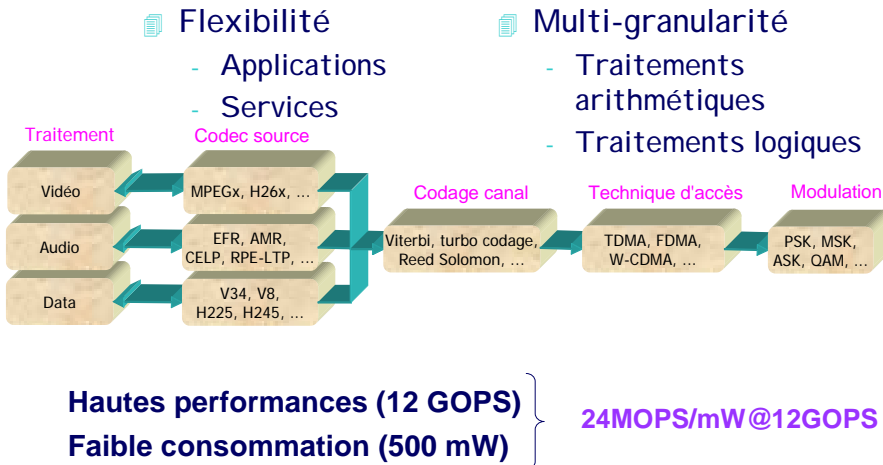 Flexibilité
- Applications
- Services
Multi-granularité
- Traitements
arithmétiques
- Traitements logiques
Traitement
Codec source
Codage canal
Technique d'accès
Modulation
Vidéo
MPEGx, H26x, ...
Audio
EFR, AMR,
CELP, RPE-LTP, ...
Data
V34, V8,
H225, H245, ...
Viterbi, turbo codage,
Reed Solomon, ...
TDMA, FDMA,
W-CDMA, ...
PSK, MSK,
ASK, QAM, ...
Hautes performances (12 GOPS)
Faible consommation (500 mW)
24MOPS/mW@12GOPS